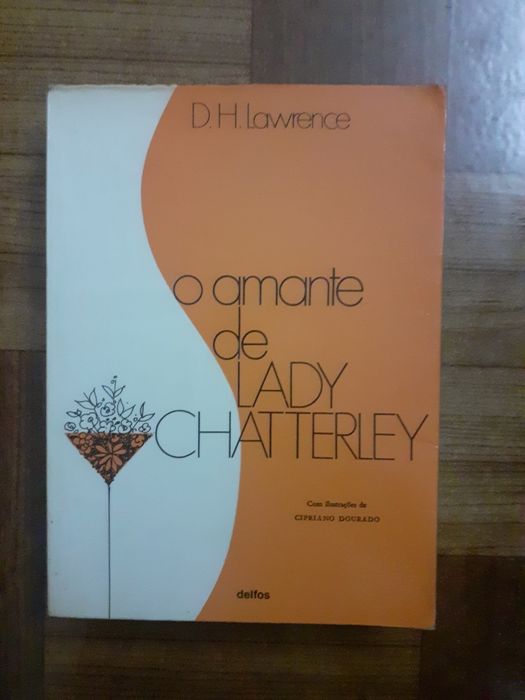 D. H. Lawrence
o amante
de
LADY
CHATTERLEY
Com ilustrações de
CIPRIANO DOURADO
delfos